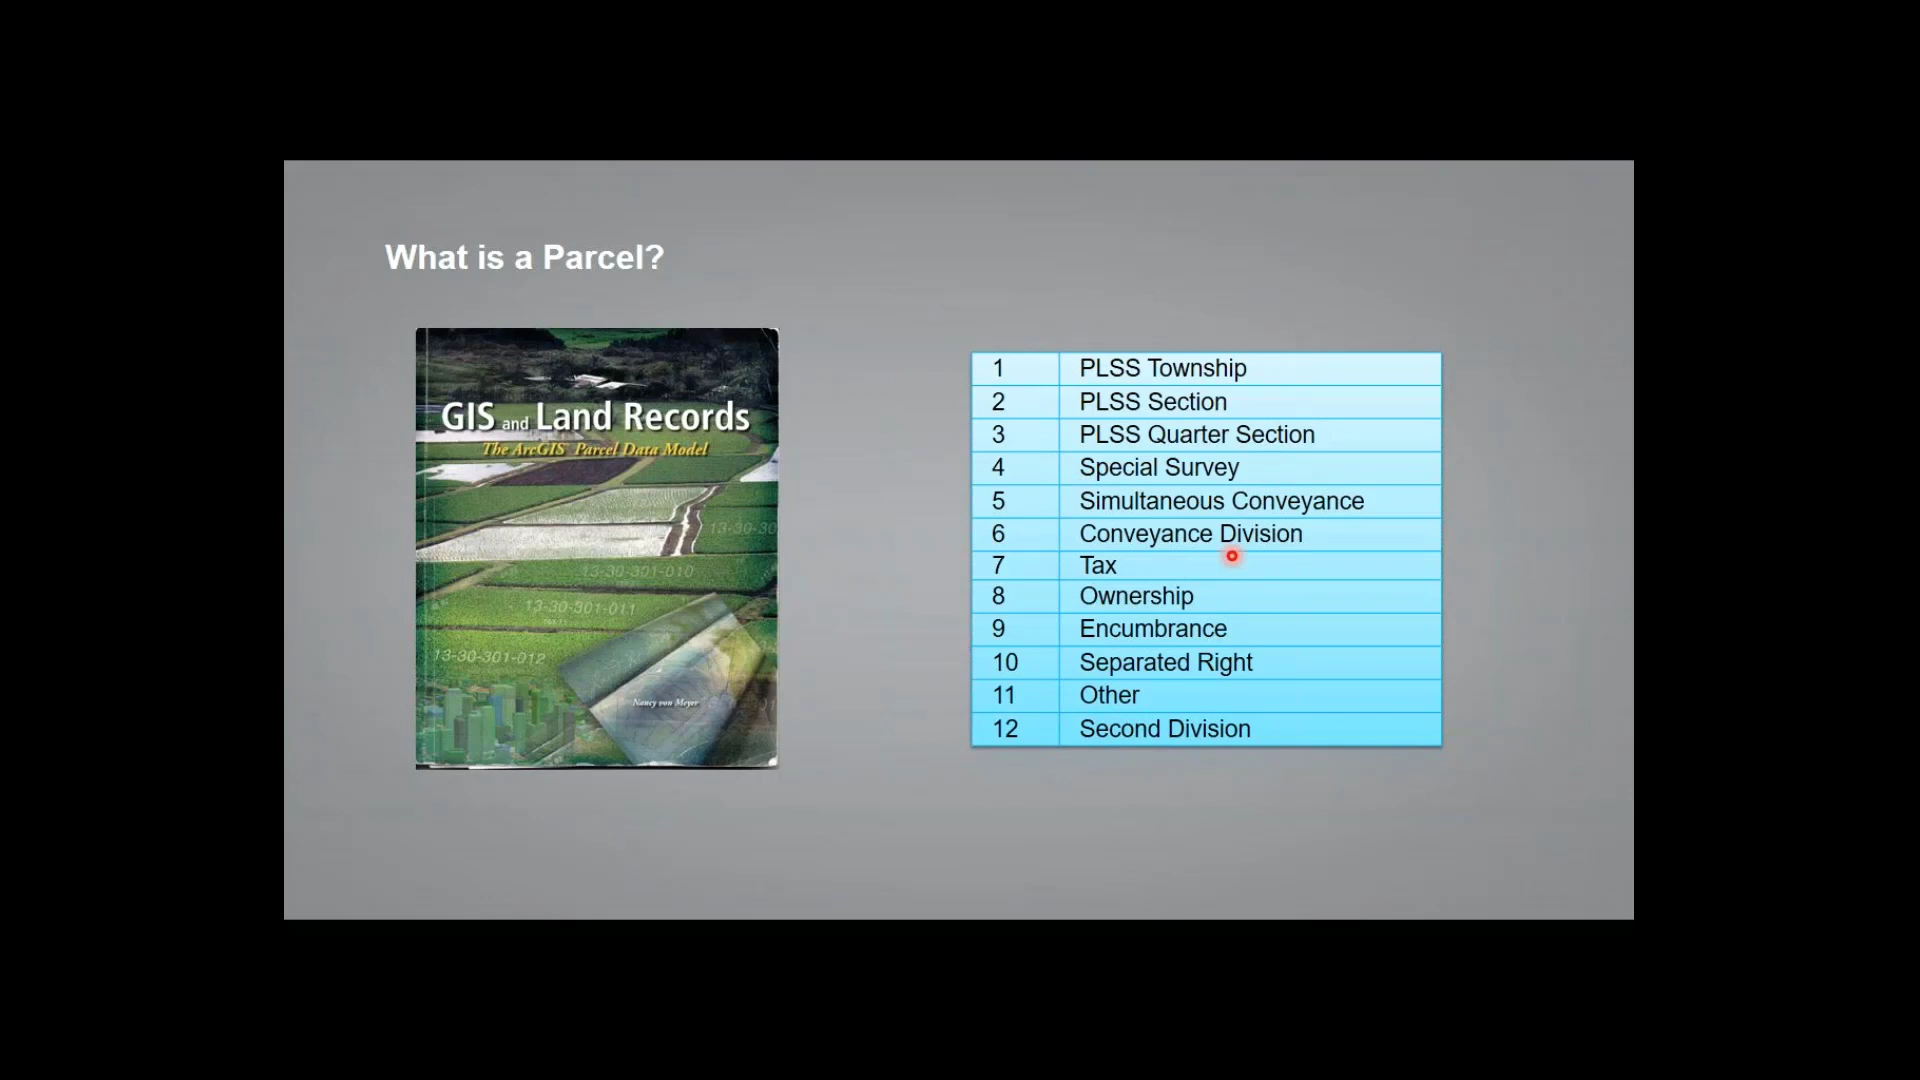 What is a Parcel?
GIS and Land Records
The ArcGIS® Parcel Data Model
13-30-30
13-30-301-010
13-30-301-011
13-30-301-012
Nancy von Meyer
1 PLSS Township
2 PLSS Section
3 PLSS Quarter Section
4 Special Survey
5 Simultaneous Conveyance
6 Conveyance Division
7 Tax
8 Ownership
9 Encumbrance
10 Separated Right
11 Other
12 Second Division